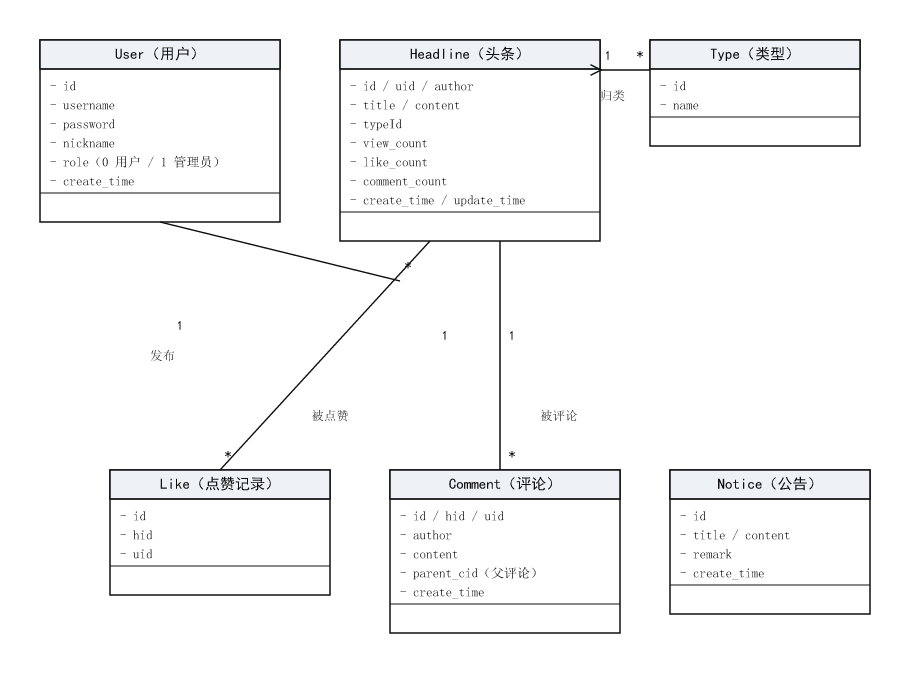 User（用户）
- id
- username
- password
- nickname
- role（0 用户 / 1 管理员）
- create_time
Headline（头条）
- id / uid / author
- title / content
- typeId
- view_count
- like_count
- comment_count
- create_time / update_time
1
*
归类
Type（类型）
- id
- name
*
1
发布
1
1
被点赞
被评论
*
*
Like（点赞记录）
- id
- hid
- uid
Comment（评论）
- id / hid / uid
- author
- content
- parent_cid（父评论）
- create_time
Notice（公告）
- id
- title / content
- remark
- create_time